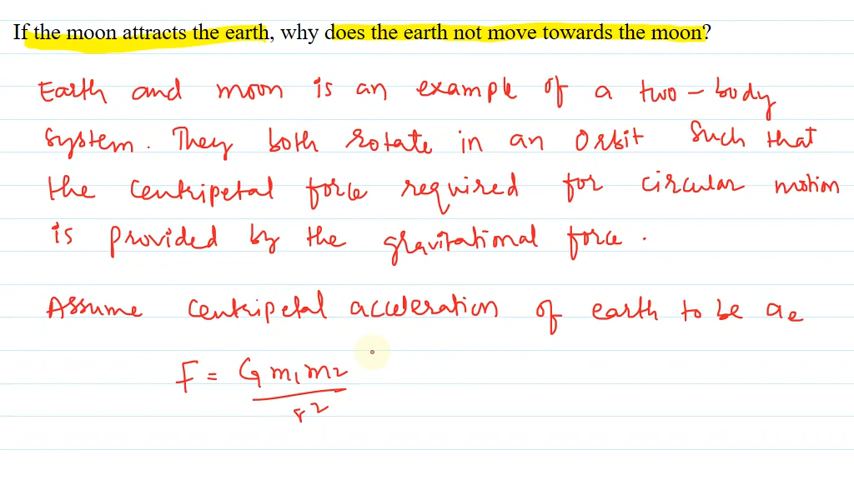 If the moon attracts the earth, why does the earth not move towards the moon?
Earth and moon is an example of a two-body
system. They both rotate in an orbit such that
the centripetal force required for circular motion
is provided by the gravitational force.
Assume centripetal acceleration of earth to be ae
F = G m1 m2
r2